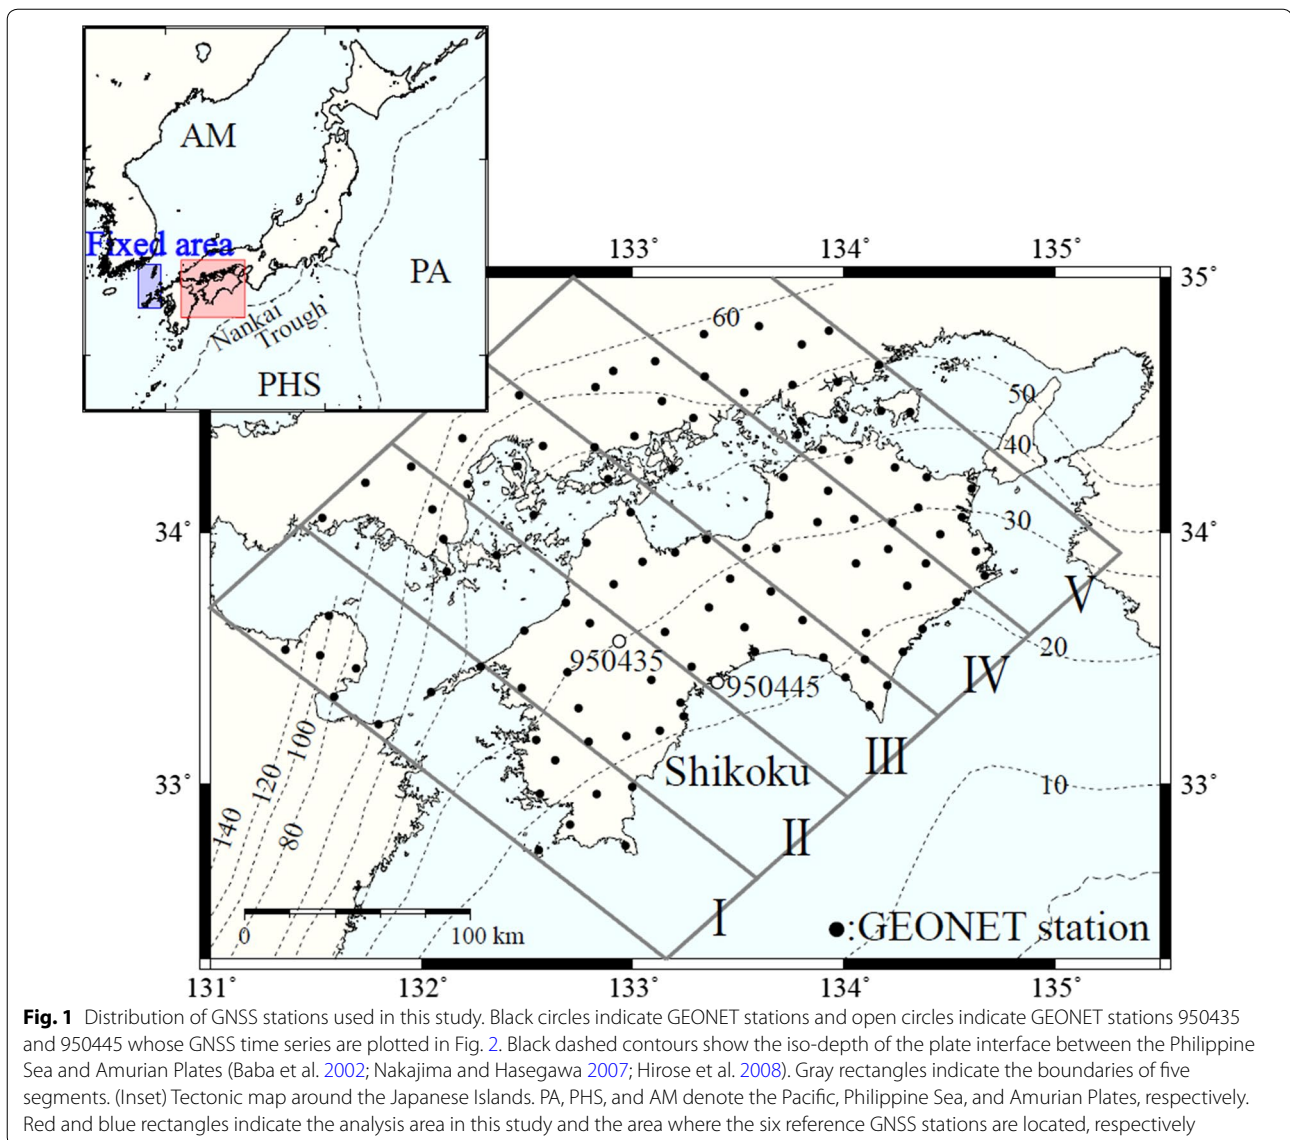 AM
Fixed area
PA
Nankai
Trough
PHS
133°
134°
135°
35°
60
50
40
34°
30
34°
V
20
950435
IV
950445
III
Shikoku
33°
10
33°
100
120
140
80
II
I
0
100 km
●:GEONET station
131°
132°
133°
134°
135°
Fig. 1 Distribution of GNSS stations used in this study. Black circles indicate GEONET stations and open circles indicate GEONET stations 950435
and 950445 whose GNSS time series are plotted in Fig. 2. Black dashed contours show the iso-depth of the plate interface between the Philippine
Sea and Amurian Plates (Baba et al. 2002; Nakajima and Hasegawa 2007; Hirose et al. 2008). Gray rectangles indicate the boundaries of five
segments. (Inset) Tectonic map around the Japanese Islands. PA, PHS, and AM denote the Pacific, Philippine Sea, and Amurian Plates, respectively.
Red and blue rectangles indicate the analysis area in this study and the area where the six reference GNSS stations are located, respectively